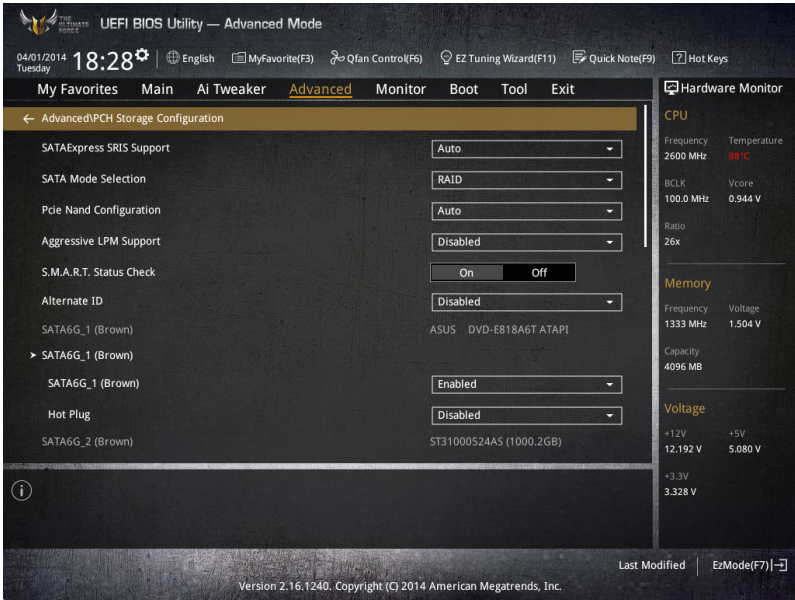 THE ULTIMATE FORCE
UEFI BIOS Utility — Advanced Mode
04/01/2014
Tuesday
18:28
English
MyFavorite(F3)
Qfan Control(F6)
EZ Tuning Wizard(F11)
Quick Note(F9)
? Hot Keys
My Favorites Main Ai Tweaker Advanced Monitor Boot Tool Exit
Hardware Monitor
← Advanced\PCH Storage Configuration
SATAExpress SRIS Support Auto
SATA Mode Selection RAID
Pcie Nand Configuration Auto
Aggressive LPM Support Disabled
S.M.A.R.T. Status Check On Off
Alternate ID Disabled
SATA6G_1 (Brown) ASUS DVD-E818A6T ATAPI
➤ SATA6G_1 (Brown)
SATA6G_1 (Brown) Enabled
Hot Plug Disabled
SATA6G_2 (Brown) ST31000524AS (1000.2GB)
CPU
Frequency Temperature
2600 MHz 88°C
BCLK Vcore
100.0 MHz 0.944 V
Ratio
26x
Memory
Frequency Voltage
1333 MHz 1.504 V
Capacity
4096 MB
Voltage
+12V +5V
12.192 V 5.080 V
+3.3V
3.328 V
i
Last Modified
EzMode(F7)
Version 2.16.1240. Copyright (C) 2014 American Megatrends, Inc.